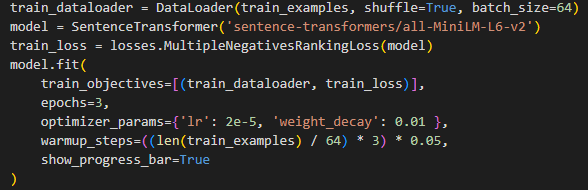 train_dataloader = DataLoader(train_examples, shuffle=True, batch_size=64)
model = SentenceTransformer('sentence-transformers/all-MiniLM-L6-v2')
train_loss = losses.MultipleNegativesRankingLoss(model)
model.fit(
    train_objectives=[(train_dataloader, train_loss)],
    epochs=3,
    optimizer_params={'lr': 2e-5, 'weight_decay': 0.01 },
    warmup_steps=((len(train_examples) / 64) * 3) * 0.05,
    show_progress_bar=True
)